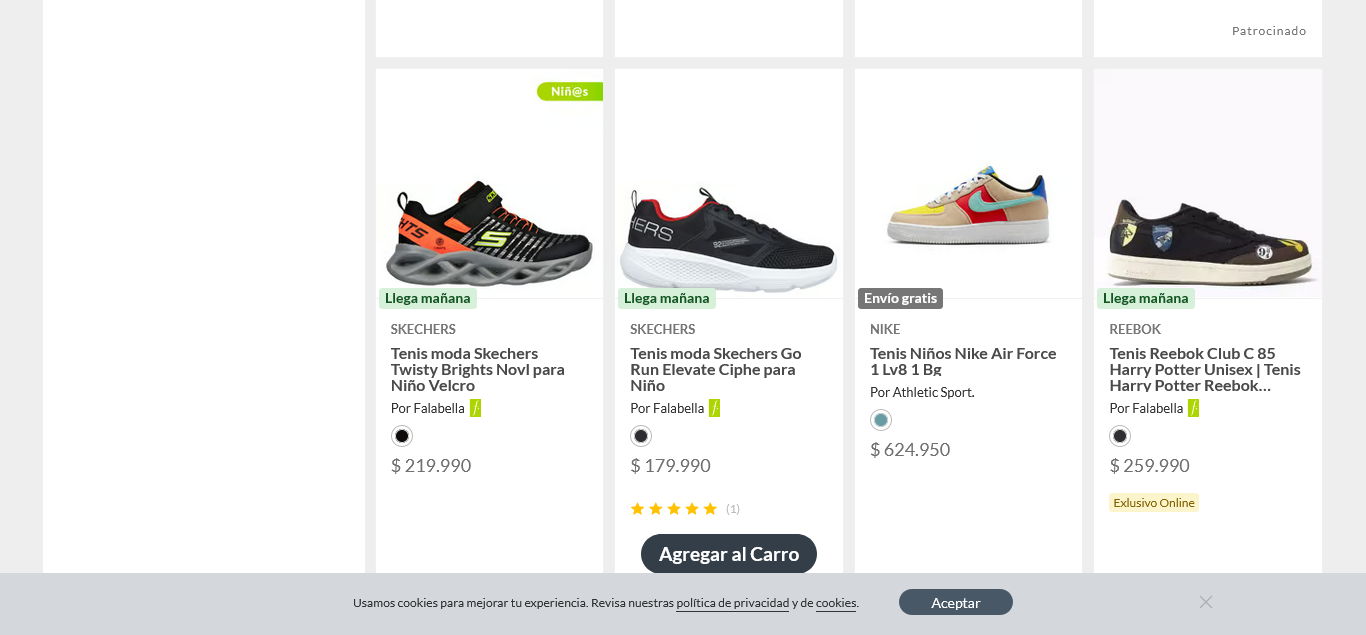 Patrocinado
Niñ@s
Llega mañana
SKECHERS
Tenis moda Skechers
Twisty Brights Novl para
Niño Velcro
Por Falabella
$ 219.990
HERS
Llega mañana
SKECHERS
Tenis moda Skechers Go
Run Elevate Ciphe para
Niño
Por Falabella
$ 179.990
(1)
Agregar al Carro
Envío gratis
NIKE
Tenis Niños Nike Air Force
1 Lv8 1 Bg
Por Athletic Sport.
$ 624.950
Llega mañana
REEBOK
Tenis Reebok Club C 85
Harry Potter Unisex | Tenis
Harry Potter Reebok...
Por Falabella
$ 259.990
Exlusivo Online
Usamos cookies para mejorar tu experiencia. Revisa nuestras política de privacidad y de cookies.
Aceptar